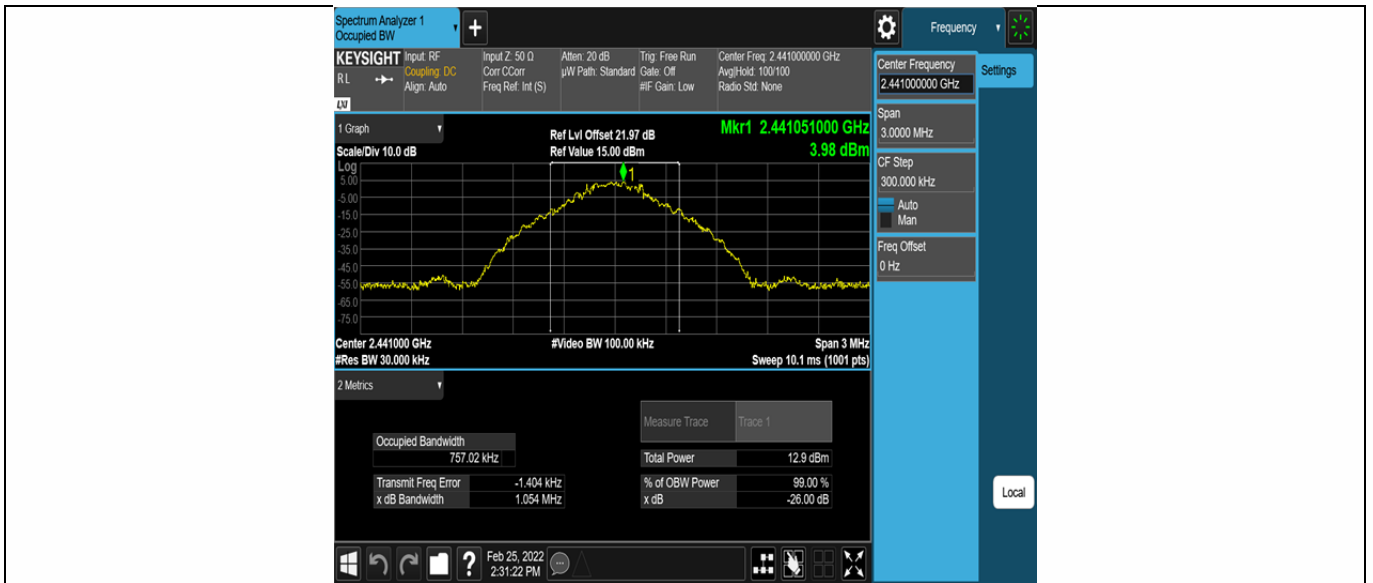 Spectrum Analyzer 1
Occupied BW
+
Frequency
KEYSIGHT
RL
LXI
Input: RF
Coupling: DC
Align: Auto
Input Z: 50 Ω
Corr CCorr
Freq Ref: Int (S)
Atten: 20 dB
µW Path: Standard
Trig: Free Run
Gate: Off
#IF Gain: Low
Center Freq: 2.441000000 GHz
Avg|Hold: 100/100
Radio Std: None
Center Frequency
2.441000000 GHz
Settings
Span
3.0000 MHz
CF Step
300.000 kHz
Auto
Man
Freq Offset
0 Hz
Local
1 Graph
Scale/Div 10.0 dB
Ref Lvl Offset 21.97 dB
Ref Value 15.00 dBm
Mkr1 2.441051000 GHz
3.98 dBm
Log
1
5.00
-5.00
-15.0
-25.0
-35.0
-45.0
-55.0
-65.0
-75.0
Center 2.441000 GHz
#Res BW 30.000 kHz
#Video BW 100.00 kHz
Span 3 MHz
Sweep 10.1 ms (1001 pts)
2 Metrics
Measure Trace
Trace 1
Occupied Bandwidth
757.02 kHz
Total Power
12.9 dBm
Transmit Freq Error
-1.404 kHz
% of OBW Power
99.00 %
x dB Bandwidth
1.054 MHz
x dB
-26.00 dB
?
Feb 25, 2022
2:31:22 PM